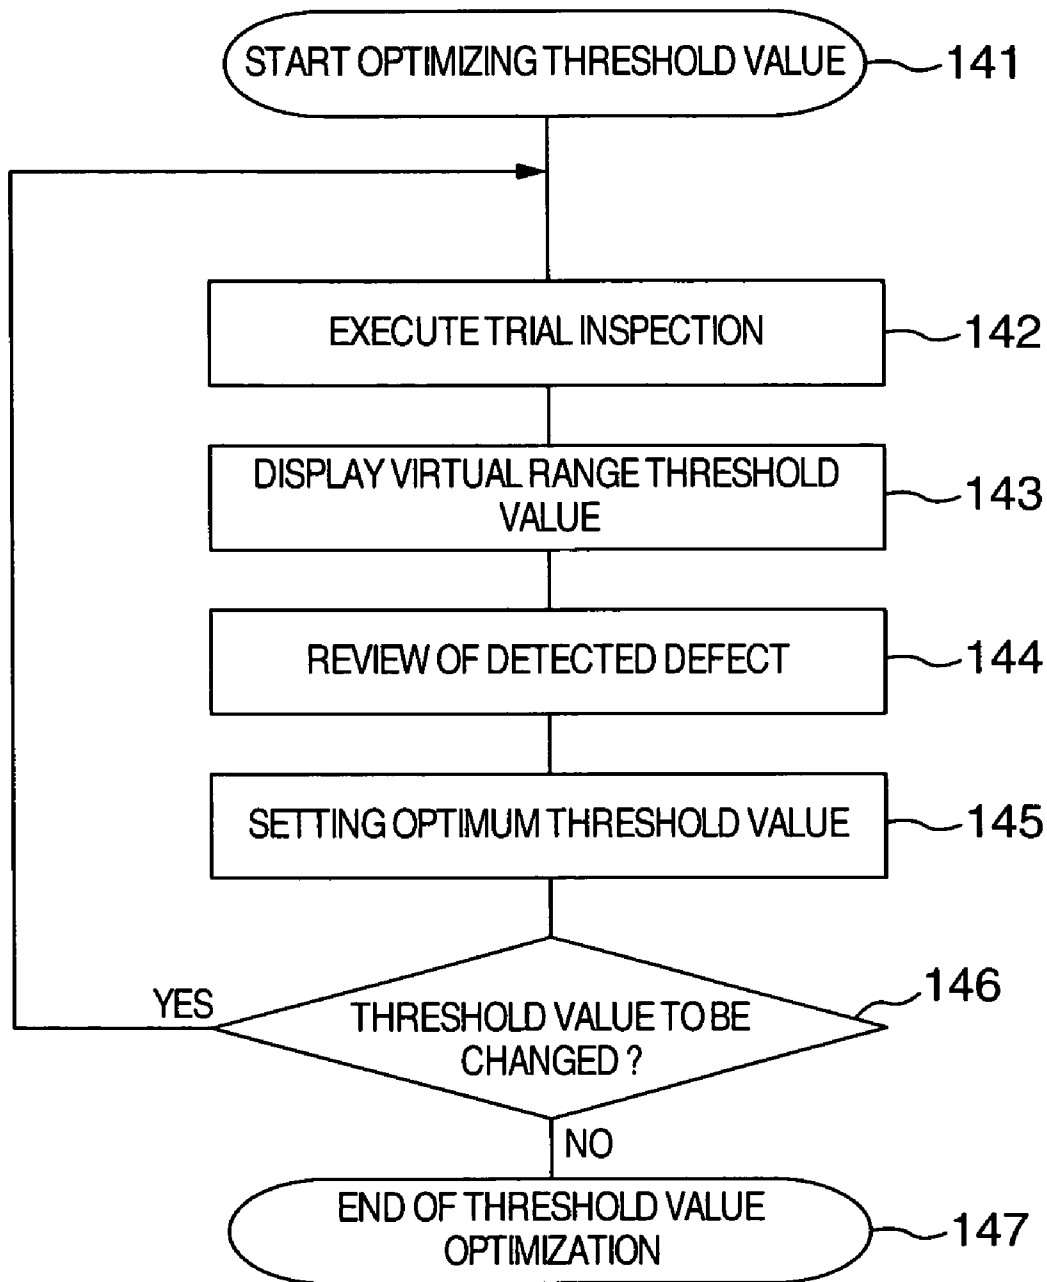 START OPTIMIZING THRESHOLD VALUE
141
EXECUTE TRIAL INSPECTION
142
DISPLAY VIRTUAL RANGE THRESHOLD
VALUE
143
REVIEW OF DETECTED DEFECT
144
SETTING OPTIMUM THRESHOLD VALUE
145
146
YES
THRESHOLD VALUE TO BE
CHANGED ?
NO
END OF THRESHOLD VALUE
OPTIMIZATION
147